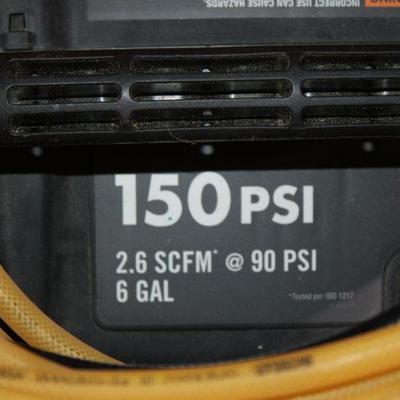 INCORRECT USE CAN CAUSE HAZARDS.
150 PSI
2.6 SCFM* @ 90 PSI
6 GAL
*Tested per ISO 1217